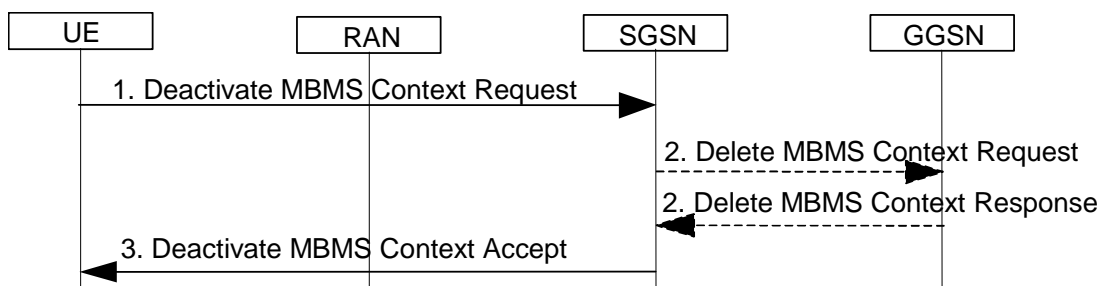 UE
RAN
SGSN
GGSN
1. Deactivate MBMS Context Request
2. Delete MBMS Context Request
2. Delete MBMS Context Response
3. Deactivate MBMS Context Accept